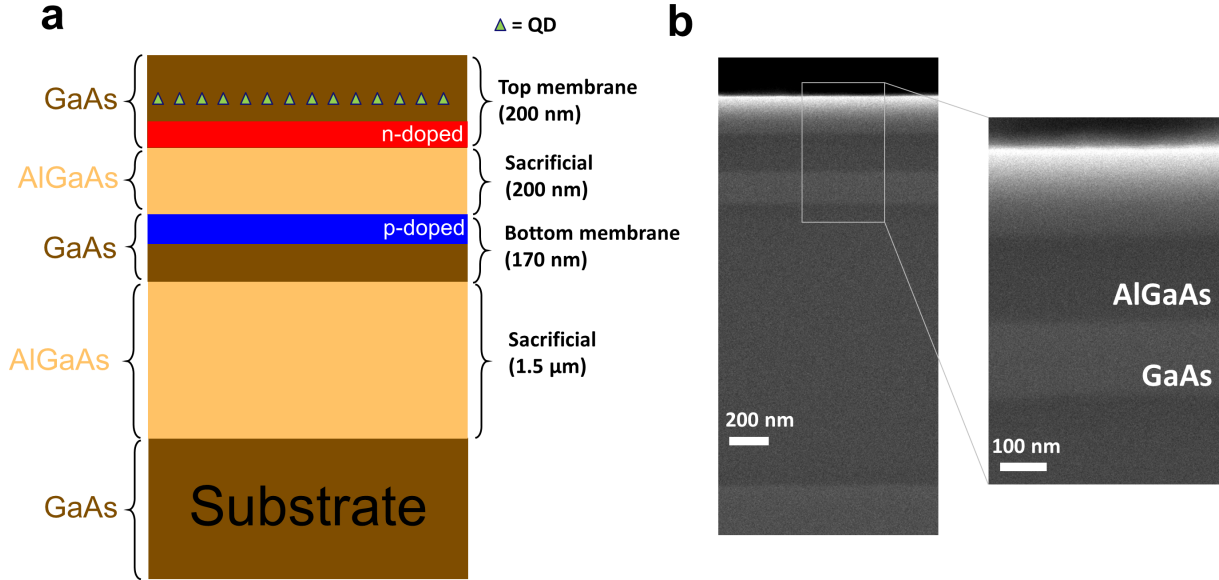 a
= QD
GaAs
Top membrane
(200 nm)
n-doped
AlGaAs
Sacrificial
(200 nm)
p-doped
GaAs
Bottom membrane
(170 nm)
AlGaAs
Sacrificial
(1.5 μm)
GaAs
Substrate
b
AlGaAs
GaAs
200 nm
100 nm